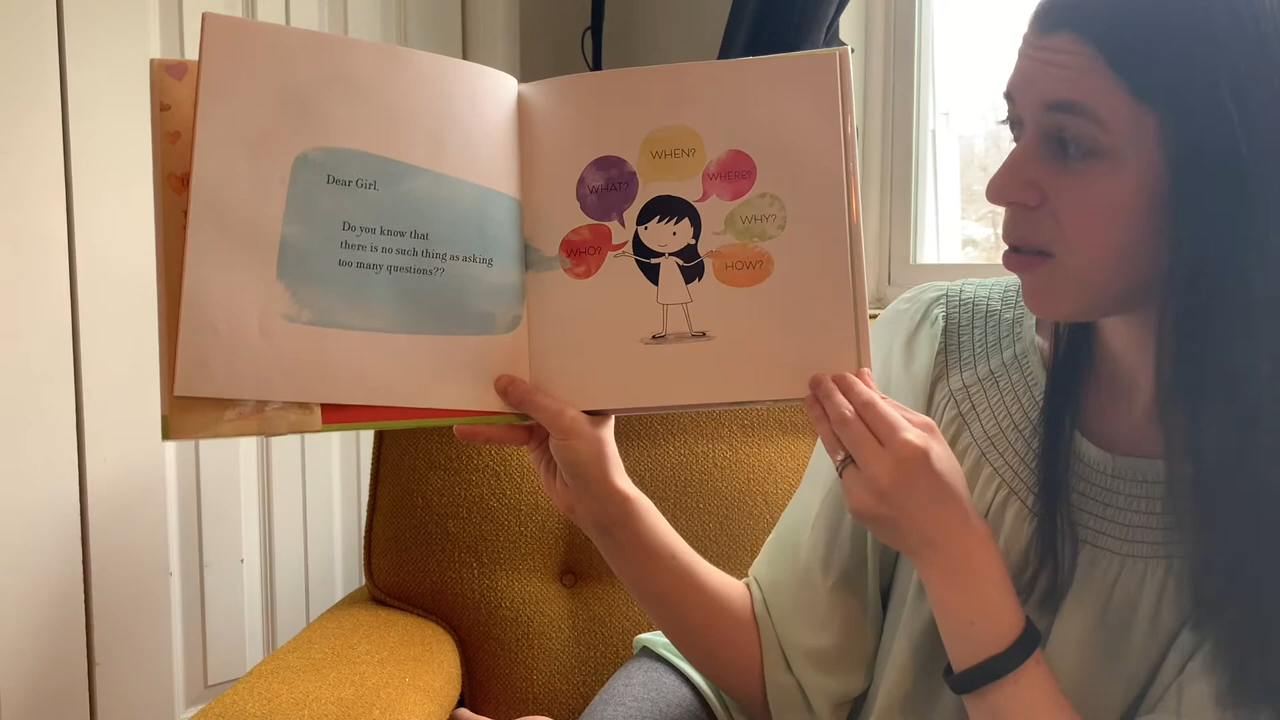 Dear Girl,
Do you know that
there is no such thing as asking
too many questions??
WHO?
WHAT?
WHEN?
WHERE?
WHY?
HOW?